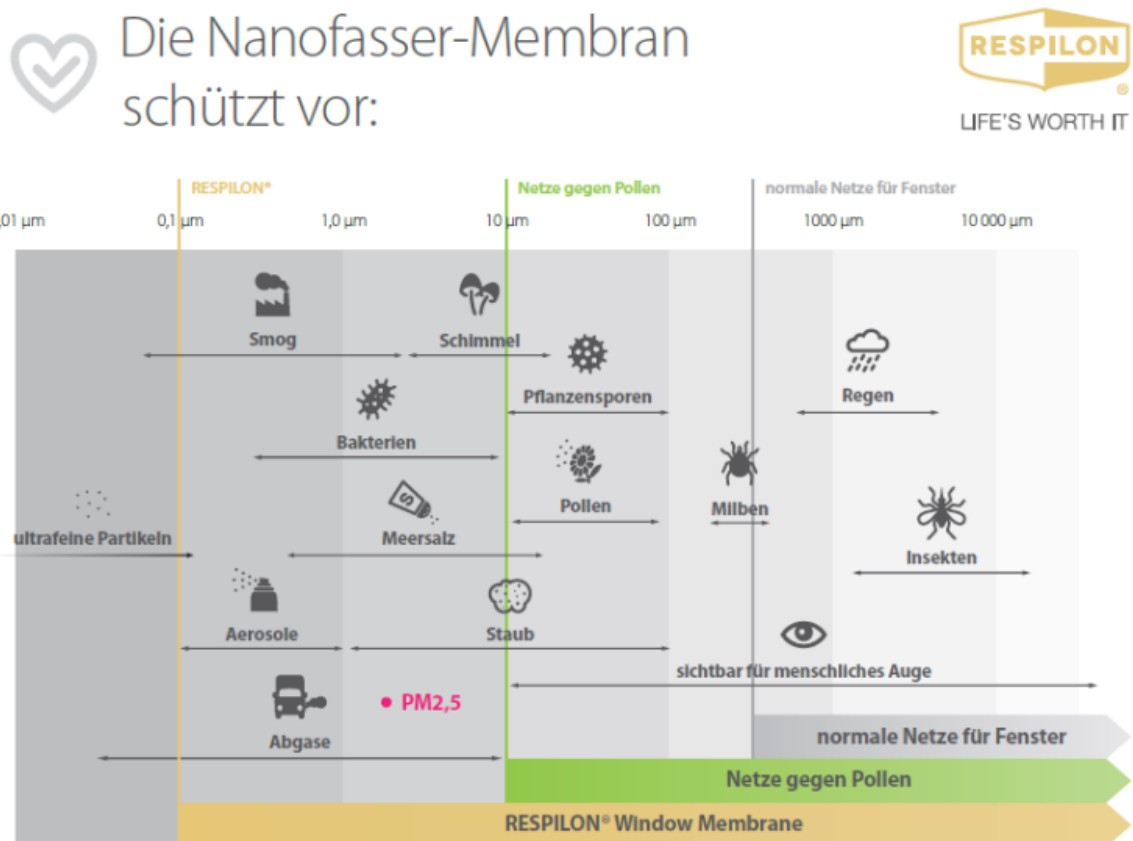 Die Nanofasser-Membran
schützt vor:
RESPILON
®
LIFE'S WORTH IT
RESPILON® Netze gegen Pollen normale Netze für Fenster
,01 µm 0,1 µm 1,0 µm 10 µm 100 µm 1000 µm 10 000 µm
Smog Schimmel
Pflanzensporen Regen
Bakterien
Pollen Milben
ultrafeine Partikeln Meersalz
Insekten
Aerosole Staub
sichtbar für menschliches Auge
PM2,5
Abgase
normale Netze für Fenster
Netze gegen Pollen
RESPILON® Window Membrane